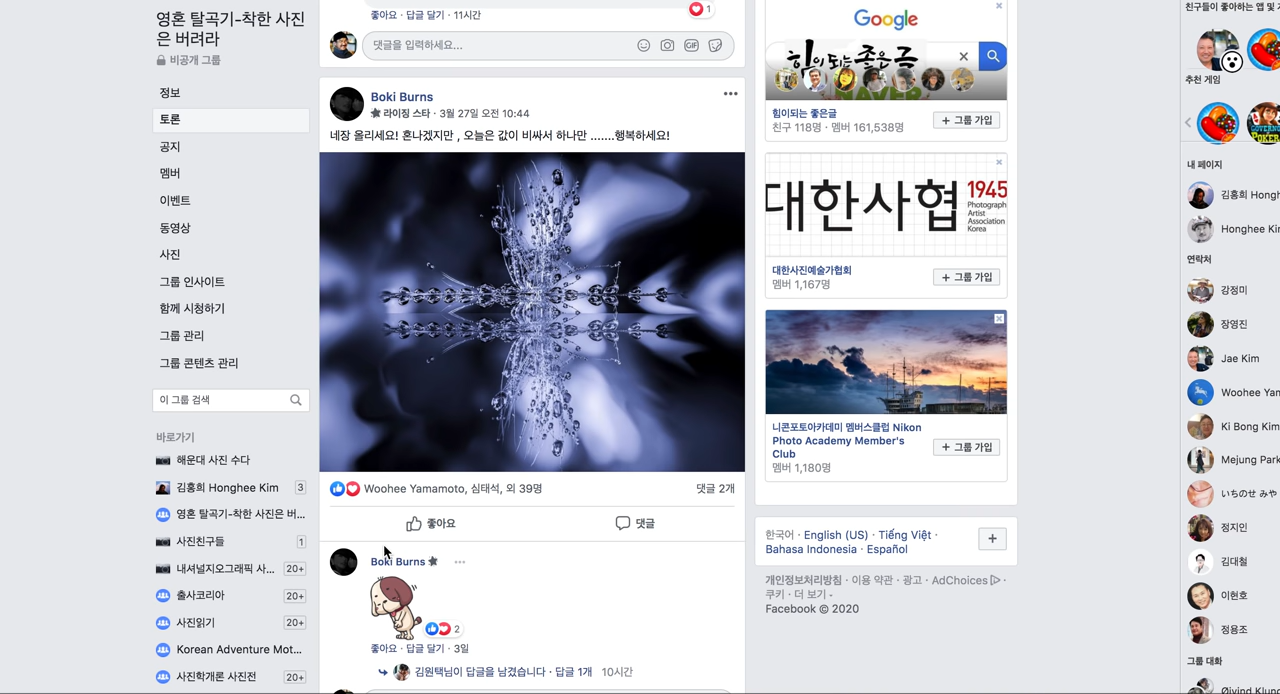 영혼 탈곡기-착한 사진
은 버려라
비공개 그룹
정보
토론
공지
멤버
이벤트
동영상
사진
그룹 인사이트
함께 시청하기
그룹 관리
그룹 콘텐츠 관리
이 그룹 검색
바로가기
해운대 사진 수다
김홍희 Honghee Kim 3
영혼 탈곡기-착한 사진은 버...
사진친구들 1
내셔널지오그래픽 사... 20+
출사코리아 20+
사진읽기 20+
Korean Adventure Mot...
사진학개론 사진전 20+
좋아요 · 답글 달기 · 11시간
1
댓글을 입력하세요...
GIF
Boki Burns
라이징 스타 · 3월 27일 오전 10:44
네장 올리세요! 혼나겠지만 , 오늘은 값이 비싸서 하나만 .......행복하세요!
Woohee Yamamoto, 심태석, 외 39명
댓글 2개
좋아요
댓글
Boki Burns
2
좋아요 · 답글 달기 · 3일
김원택님이 답글을 남겼습니다 · 답글 1개 10시간
Google
힘이 되는 좋은글
NAVER
힘이되는 좋은글
친구 118명 · 멤버 161,538명
+ 그룹 가입
대한사협
1945
Photograph
Artist
Association
Korea
대한사진예술가협회
멤버 1,167명
+ 그룹 가입
니콘포토아카데미 멤버스클럽 Nikon
Photo Academy Member's
Club
멤버 1,180명
+ 그룹 가입
한국어 · English (US) · Tiếng Việt ·
Bahasa Indonesia · Español
개인정보처리방침 · 이용 약관 · 광고 · AdChoices ·
쿠키 · 더 보기
Facebook © 2020
친구들이 좋아하는 앱 및
추천 게임
GOVERNOR
POKER
내 페이지
김홍희 Hongh
Honghee Kir
연락처
강정미
장영진
Jae Kim
Woohee Yan
Ki Bong Kim
Mejung Park
いちのせ みや
정지인
김대철
이현호
정용조
그룹 대화
Øivind Klung